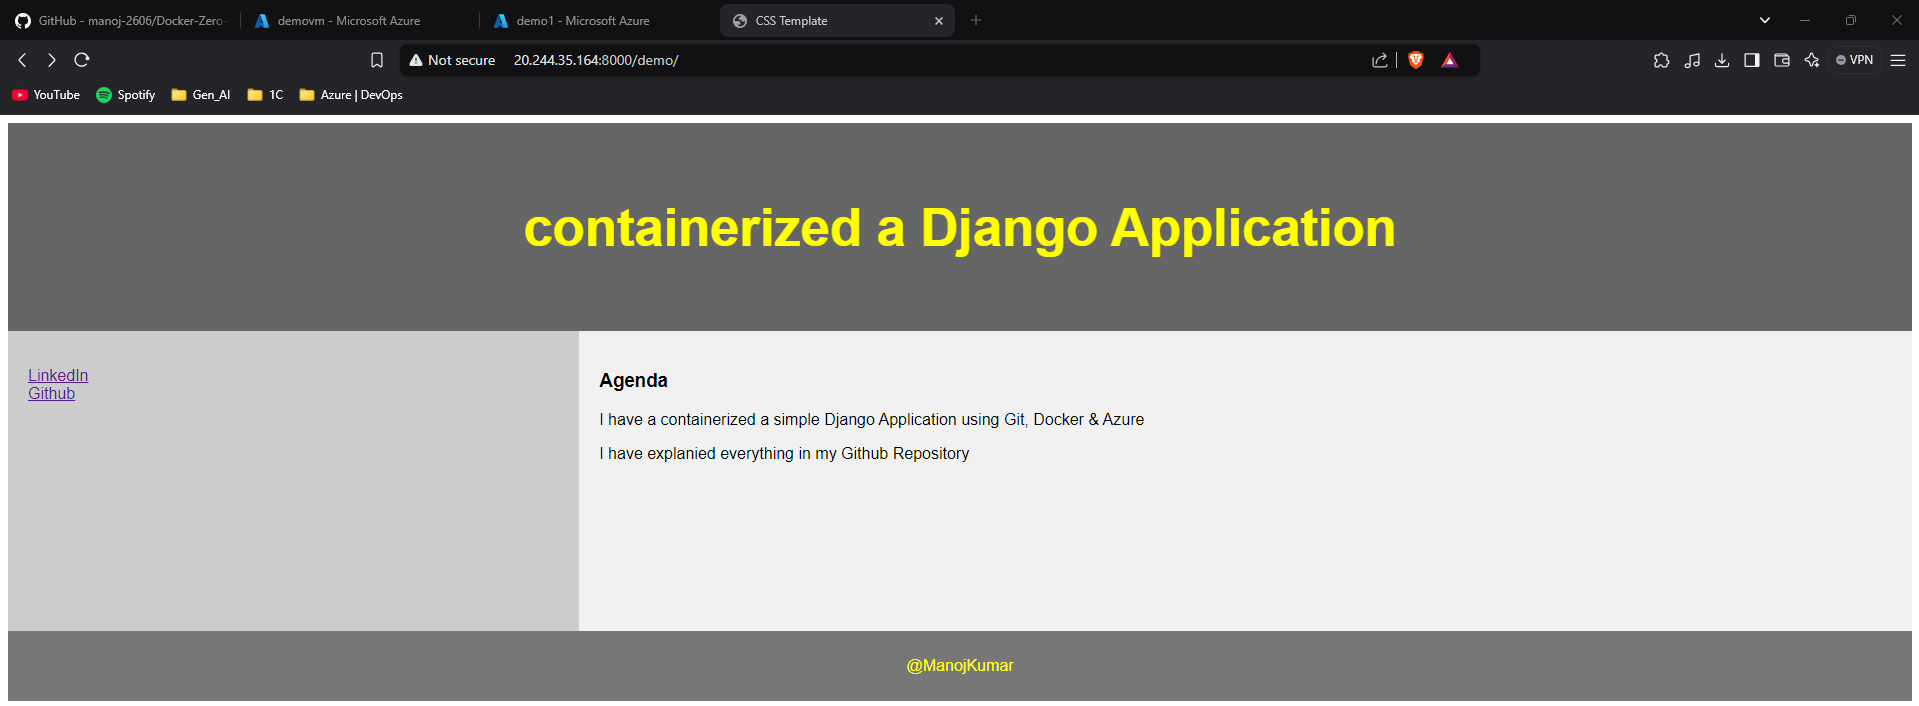 GitHub - manoj-2606/Docker-Zero-
demovm - Microsoft Azure
demo1 - Microsoft Azure
CSS Template
Not secure
20.244.35.164:8000/demo/
VPN
YouTube
Spotify
Gen_AI
1C
Azure | DevOps
containerized a Django Application
LinkedIn
Github
Agenda
I have a containerized a simple Django Application using Git, Docker & Azure
I have explanied everything in my Github Repository
@ManojKumar